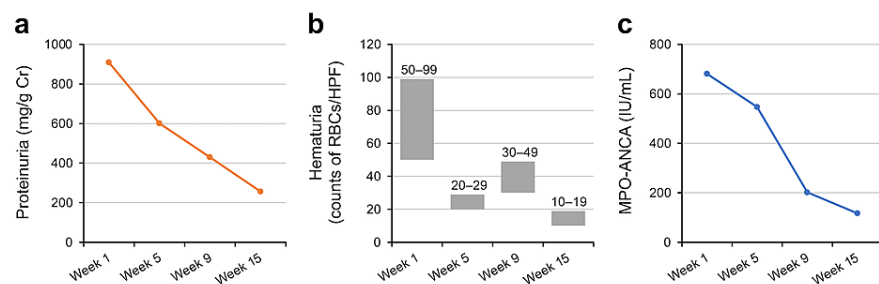 a
Proteinuria (mg/g Cr)
1000
800
600
400
200
0
Week 1
Week 5
Week 9
Week 15
b
Hematuria
(counts of RBCs/HPF)
120
100
80
60
40
20
0
50–99
20–29
30–49
10–19
Week 1
Week 5
Week 9
Week 15
c
MPO-ANCA (IU/mL)
800
600
400
200
0
Week 1
Week 5
Week 9
Week 15